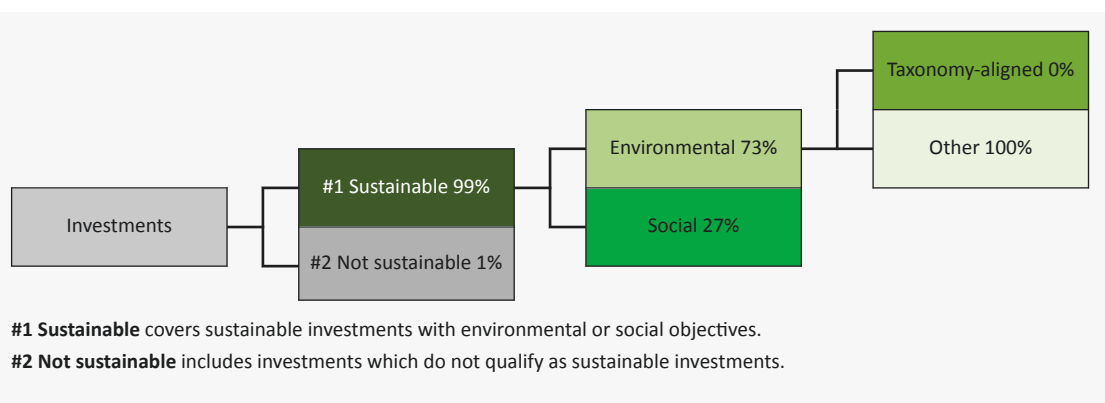 Taxonomy-aligned 0%
Other 100%
Environmental 73%
Social 27%
#1 Sustainable 99%
#2 Not sustainable 1%
Investments
#1 Sustainable covers sustainable investments with environmental or social objectives.
#2 Not sustainable includes investments which do not qualify as sustainable investments.